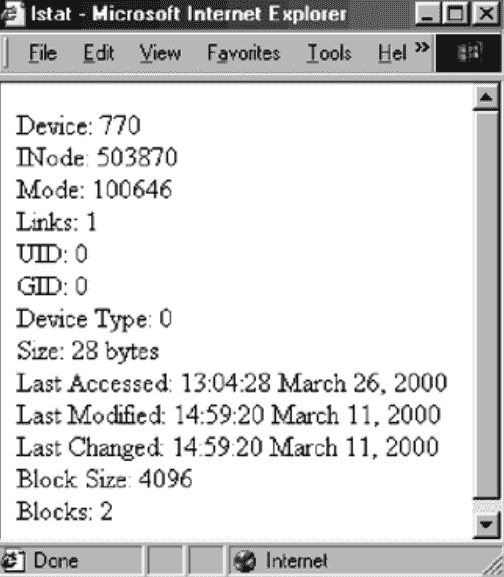 lstat - Microsoft Internet Explorer
File Edit View Favorites Tools Hel »
Device: 770
INode: 503870
Mode: 100646
Links: 1
UID: 0
GID: 0
Device Type: 0
Size: 28 bytes
Last Accessed: 13:04:28 March 26, 2000
Last Modified: 14:59:20 March 11, 2000
Last Changed: 14:59:20 March 11, 2000
Block Size: 4096
Blocks: 2
Done Internet